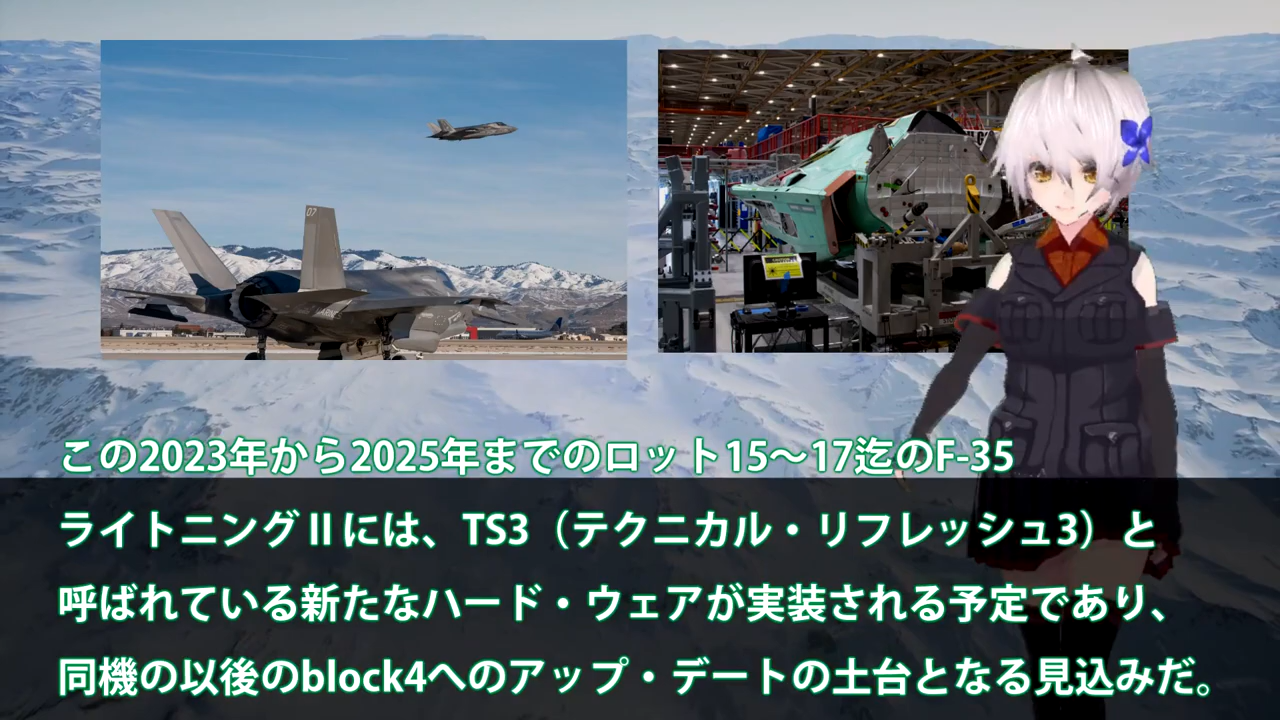 07
この2023年から2025年までのロット15～17迄のF-35
ライトニングⅡには、TS3（テクニカル・リフレッシュ3）と
呼ばれている新たなハード・ウェアが実装される予定であり、
同機の以後のblock4へのアップ・デートの土台となる見込みだ。